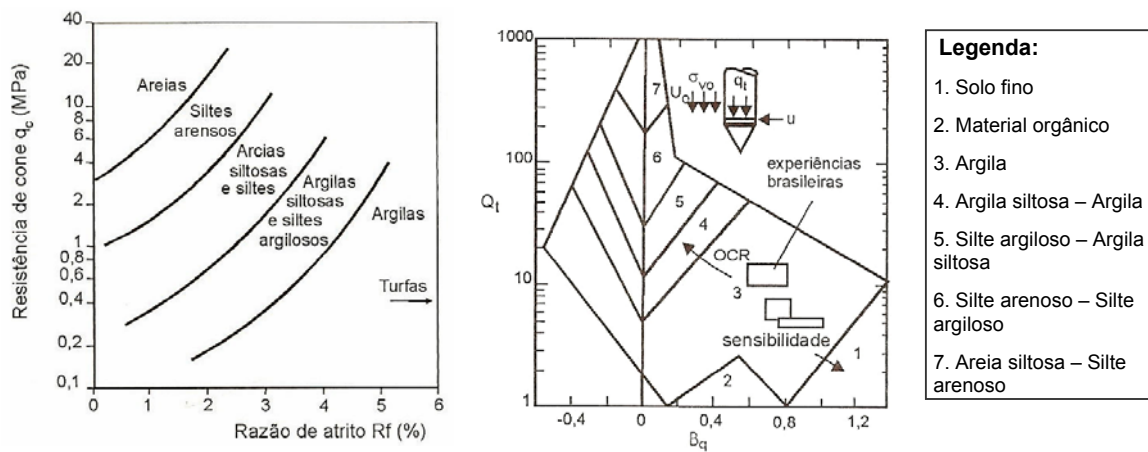 Resistência de cone qc (MPa)
40
20
10
8
6
4
2
1
0,8
0,6
0,4
0,2
0,1
Areias
Siltes
arensos
Arcias
siltosas
e siltes
Argilas
siltosas
e siltes
argilosos
Argilas
Turfas
0 1 2 3 4 5 6
Razão de atrito Rf (%)
Qt
1000
100
10
1
7
6
5
4
3
2
1
σvo
Uo
qt
u
experiências
brasileiras
OCR
sensibilidade
-0,4 0 0,4 0,8 1,2
Bq
Legenda:
1. Solo fino
2. Material orgânico
3. Argila
4. Argila siltosa – Argila
5. Silte argiloso – Argila
siltosa
6. Silte arenoso – Silte
argiloso
7. Areia siltosa – Silte
arenoso